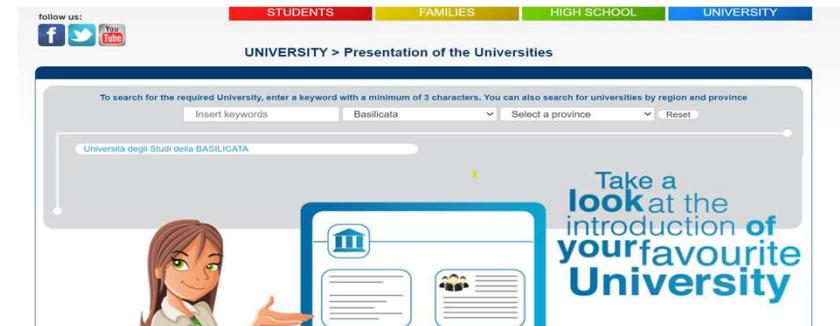 follow us:
STUDENTS
FAMILIES
HIGH SCHOOL
UNIVERSITY
You
Tube
UNIVERSITY > Presentation of the Universities
To search for the required University, enter a keyword with a minimum of 3 characters. You can also search for universities by region and province
Insert keywords
Basilicata
Select a province
Reset
Università degli Studi della BASILICATA
Take a
look at the
introduction of
your favourite
University